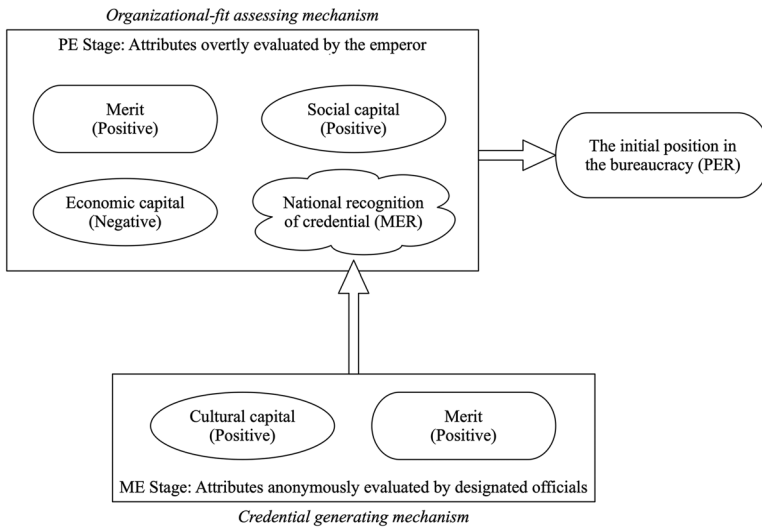 Organizational-fit assessing mechanism
PE Stage: Attributes overtly evaluated by the emperor
Merit
(Positive)
Social capital
(Positive)
Economic capital
(Negative)
National recognition
of credential (MER)
The initial position in
the bureaucracy (PER)
Cultural capital
(Positive)
Merit
(Positive)
ME Stage: Attributes anonymously evaluated by designated officials
Credential generating mechanism